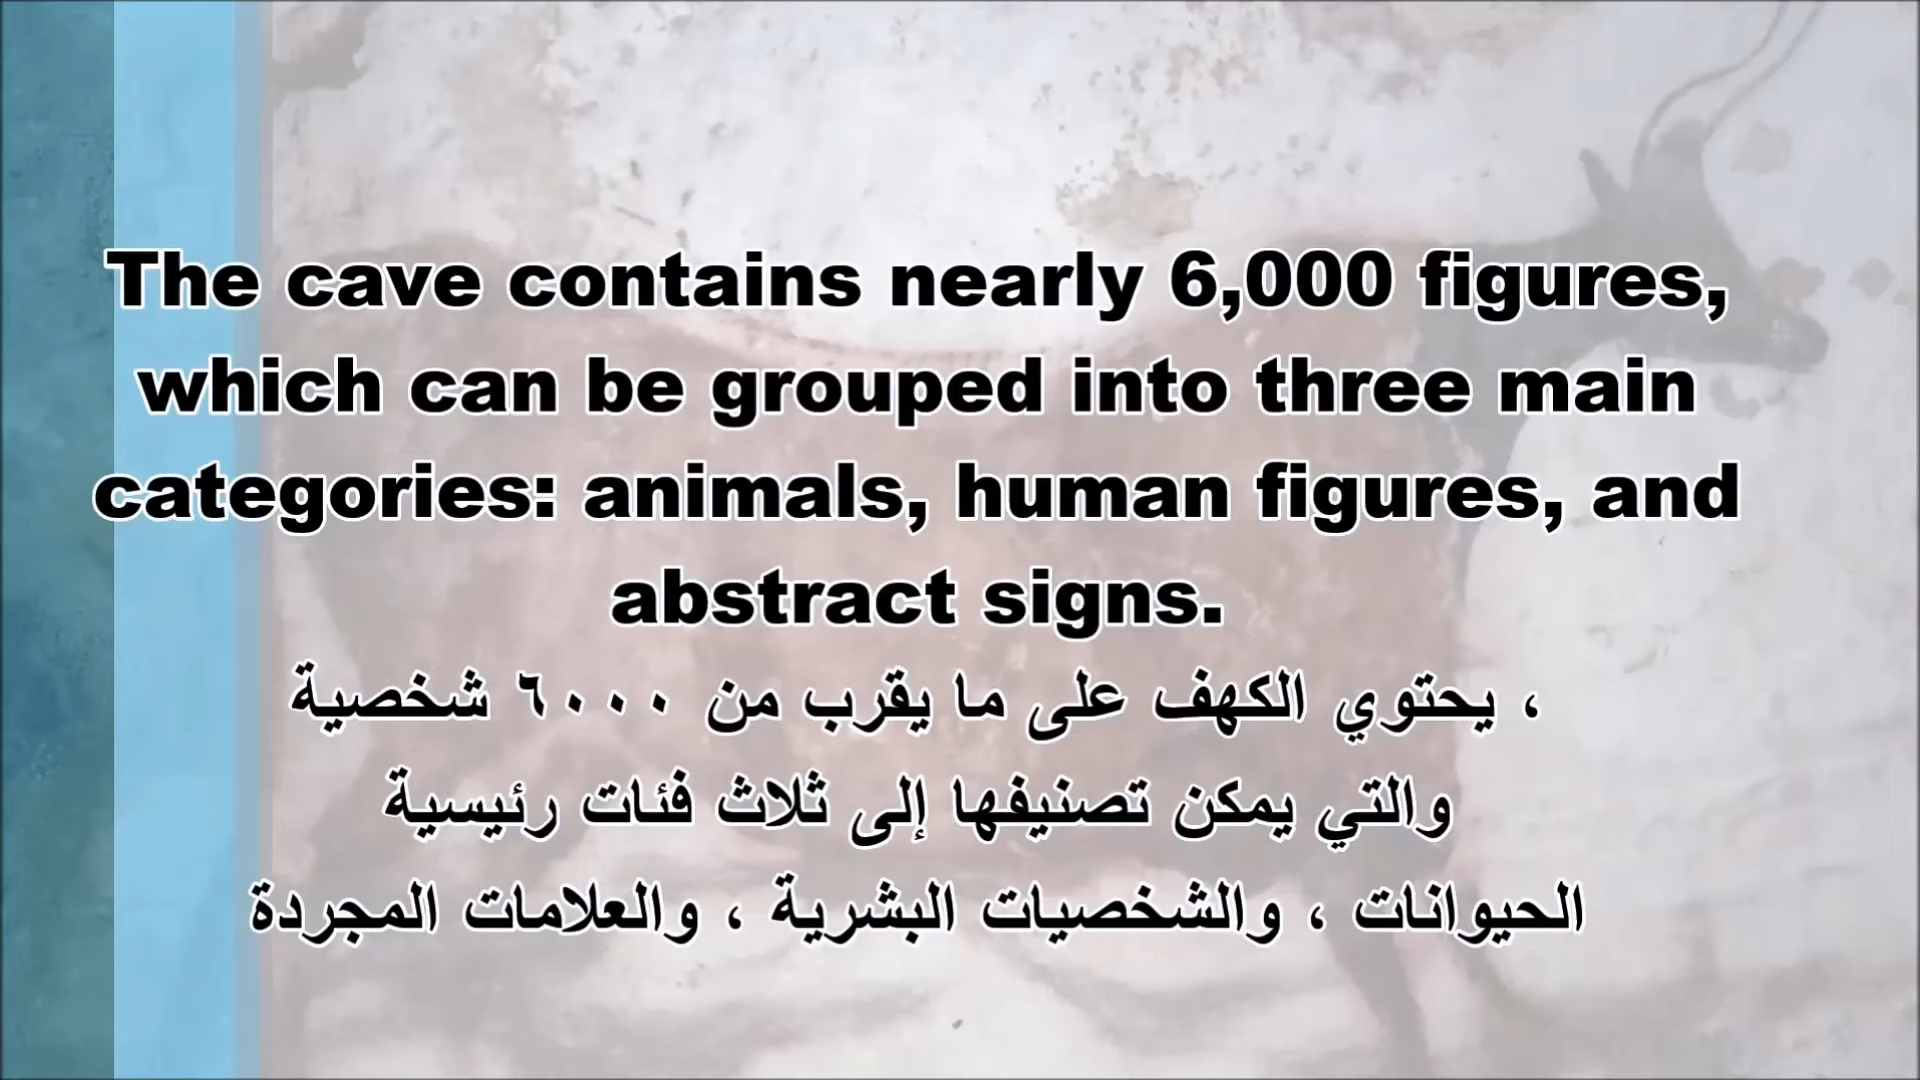 The cave contains nearly 6,000 figures,
which can be grouped into three main
categories: animals, human figures, and
abstract signs.
، يحتوي الكهف على ما يقرب من ٦٠٠٠ شخصية
والتي يمكن تصنيفها إلى ثلاث فئات رئيسية
الحيوانات ، والشخصيات البشرية ، والعلامات المجردة